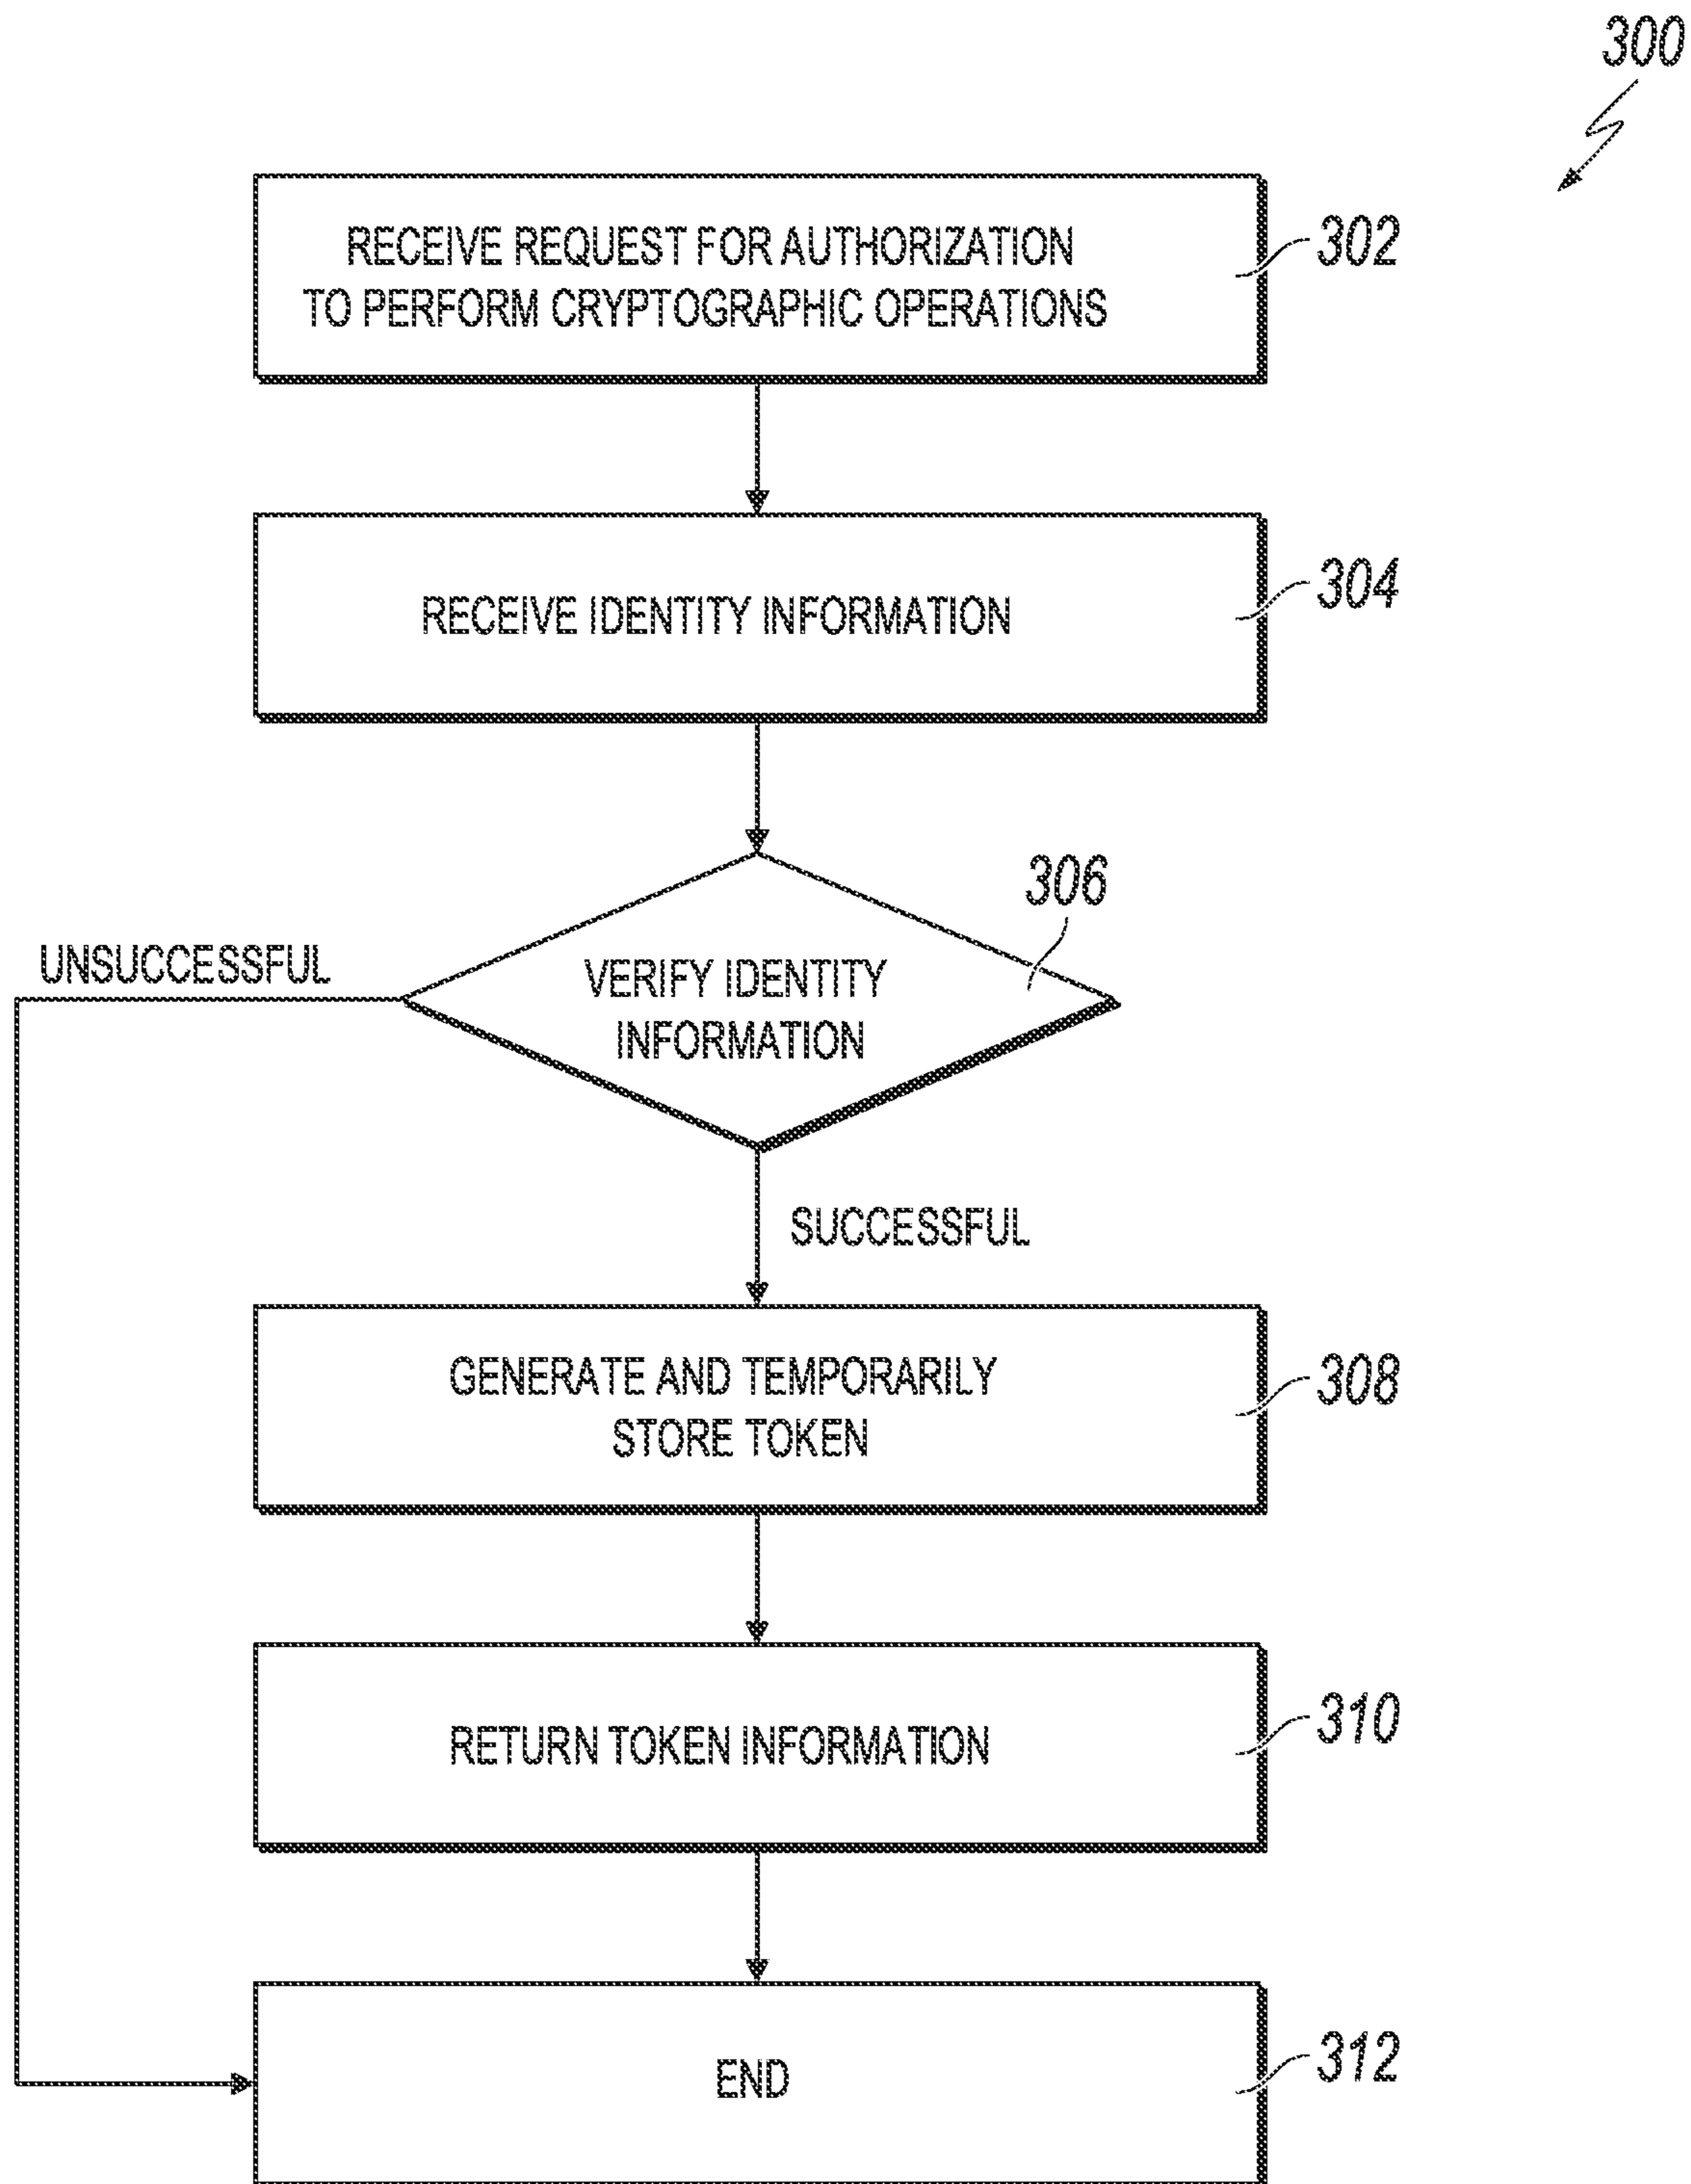 300
RECEIVE REQUEST FOR AUTHORIZATION
TO PERFORM CRYPTOGRAPHIC OPERATIONS
302
RECEIVE IDENTITY INFORMATION
304
306
UNSUCCESSFUL
VERIFY IDENTITY
INFORMATION
SUCCESSFUL
GENERATE AND TEMPORARILY
STORE TOKEN
308
RETURN TOKEN INFORMATION
310
END
312